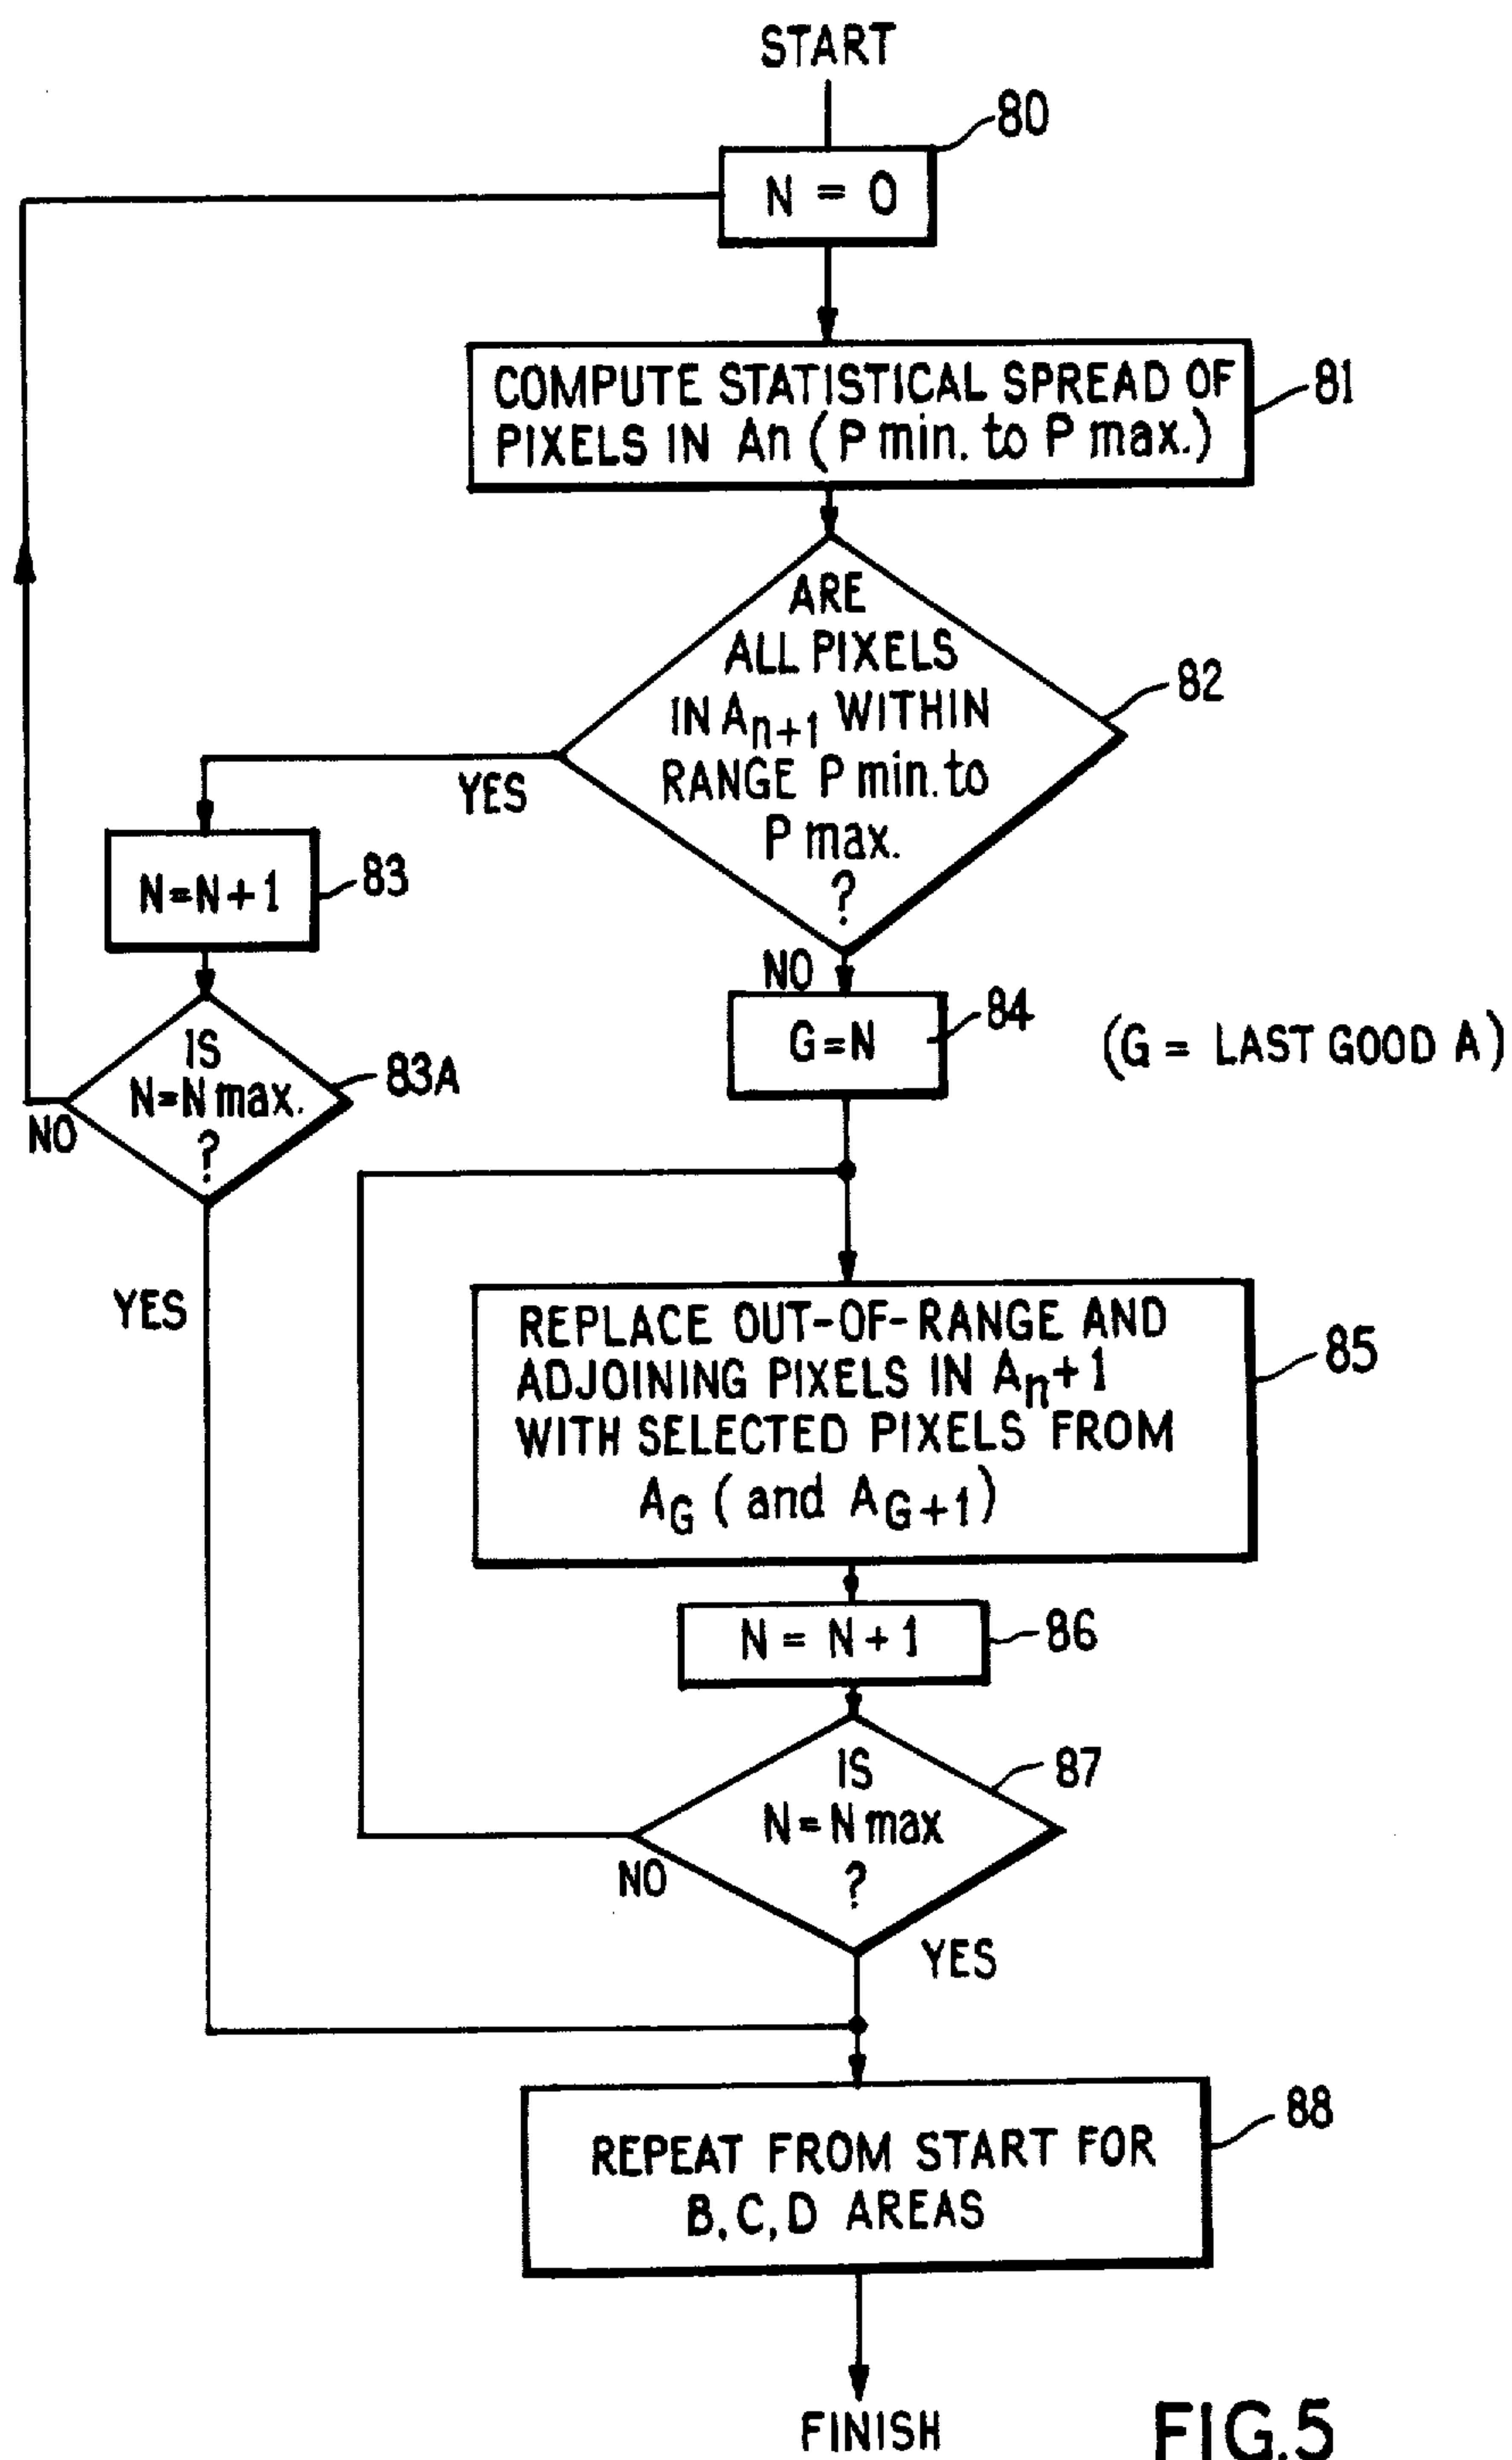 START
80
N = 0
COMPUTE STATISTICAL SPREAD OF
PIXELS IN An ( P min. to P max.)
81
ARE
ALL PIXELS
IN An+1 WITHIN
RANGE P min. to
P max.
?
82
YES
NO
N=N+1
83
IS
N=N max.
?
83A
NO
YES
G=N
84
(G = LAST GOOD A)
REPLACE OUT-OF-RANGE AND
ADJOINING PIXELS IN An+1
WITH SELECTED PIXELS FROM
AG ( and AG+1)
85
N = N+1
86
IS
N=N max
?
87
NO
YES
REPEAT FROM START FOR
B,C,D AREAS
88
FINISH
FIG.5